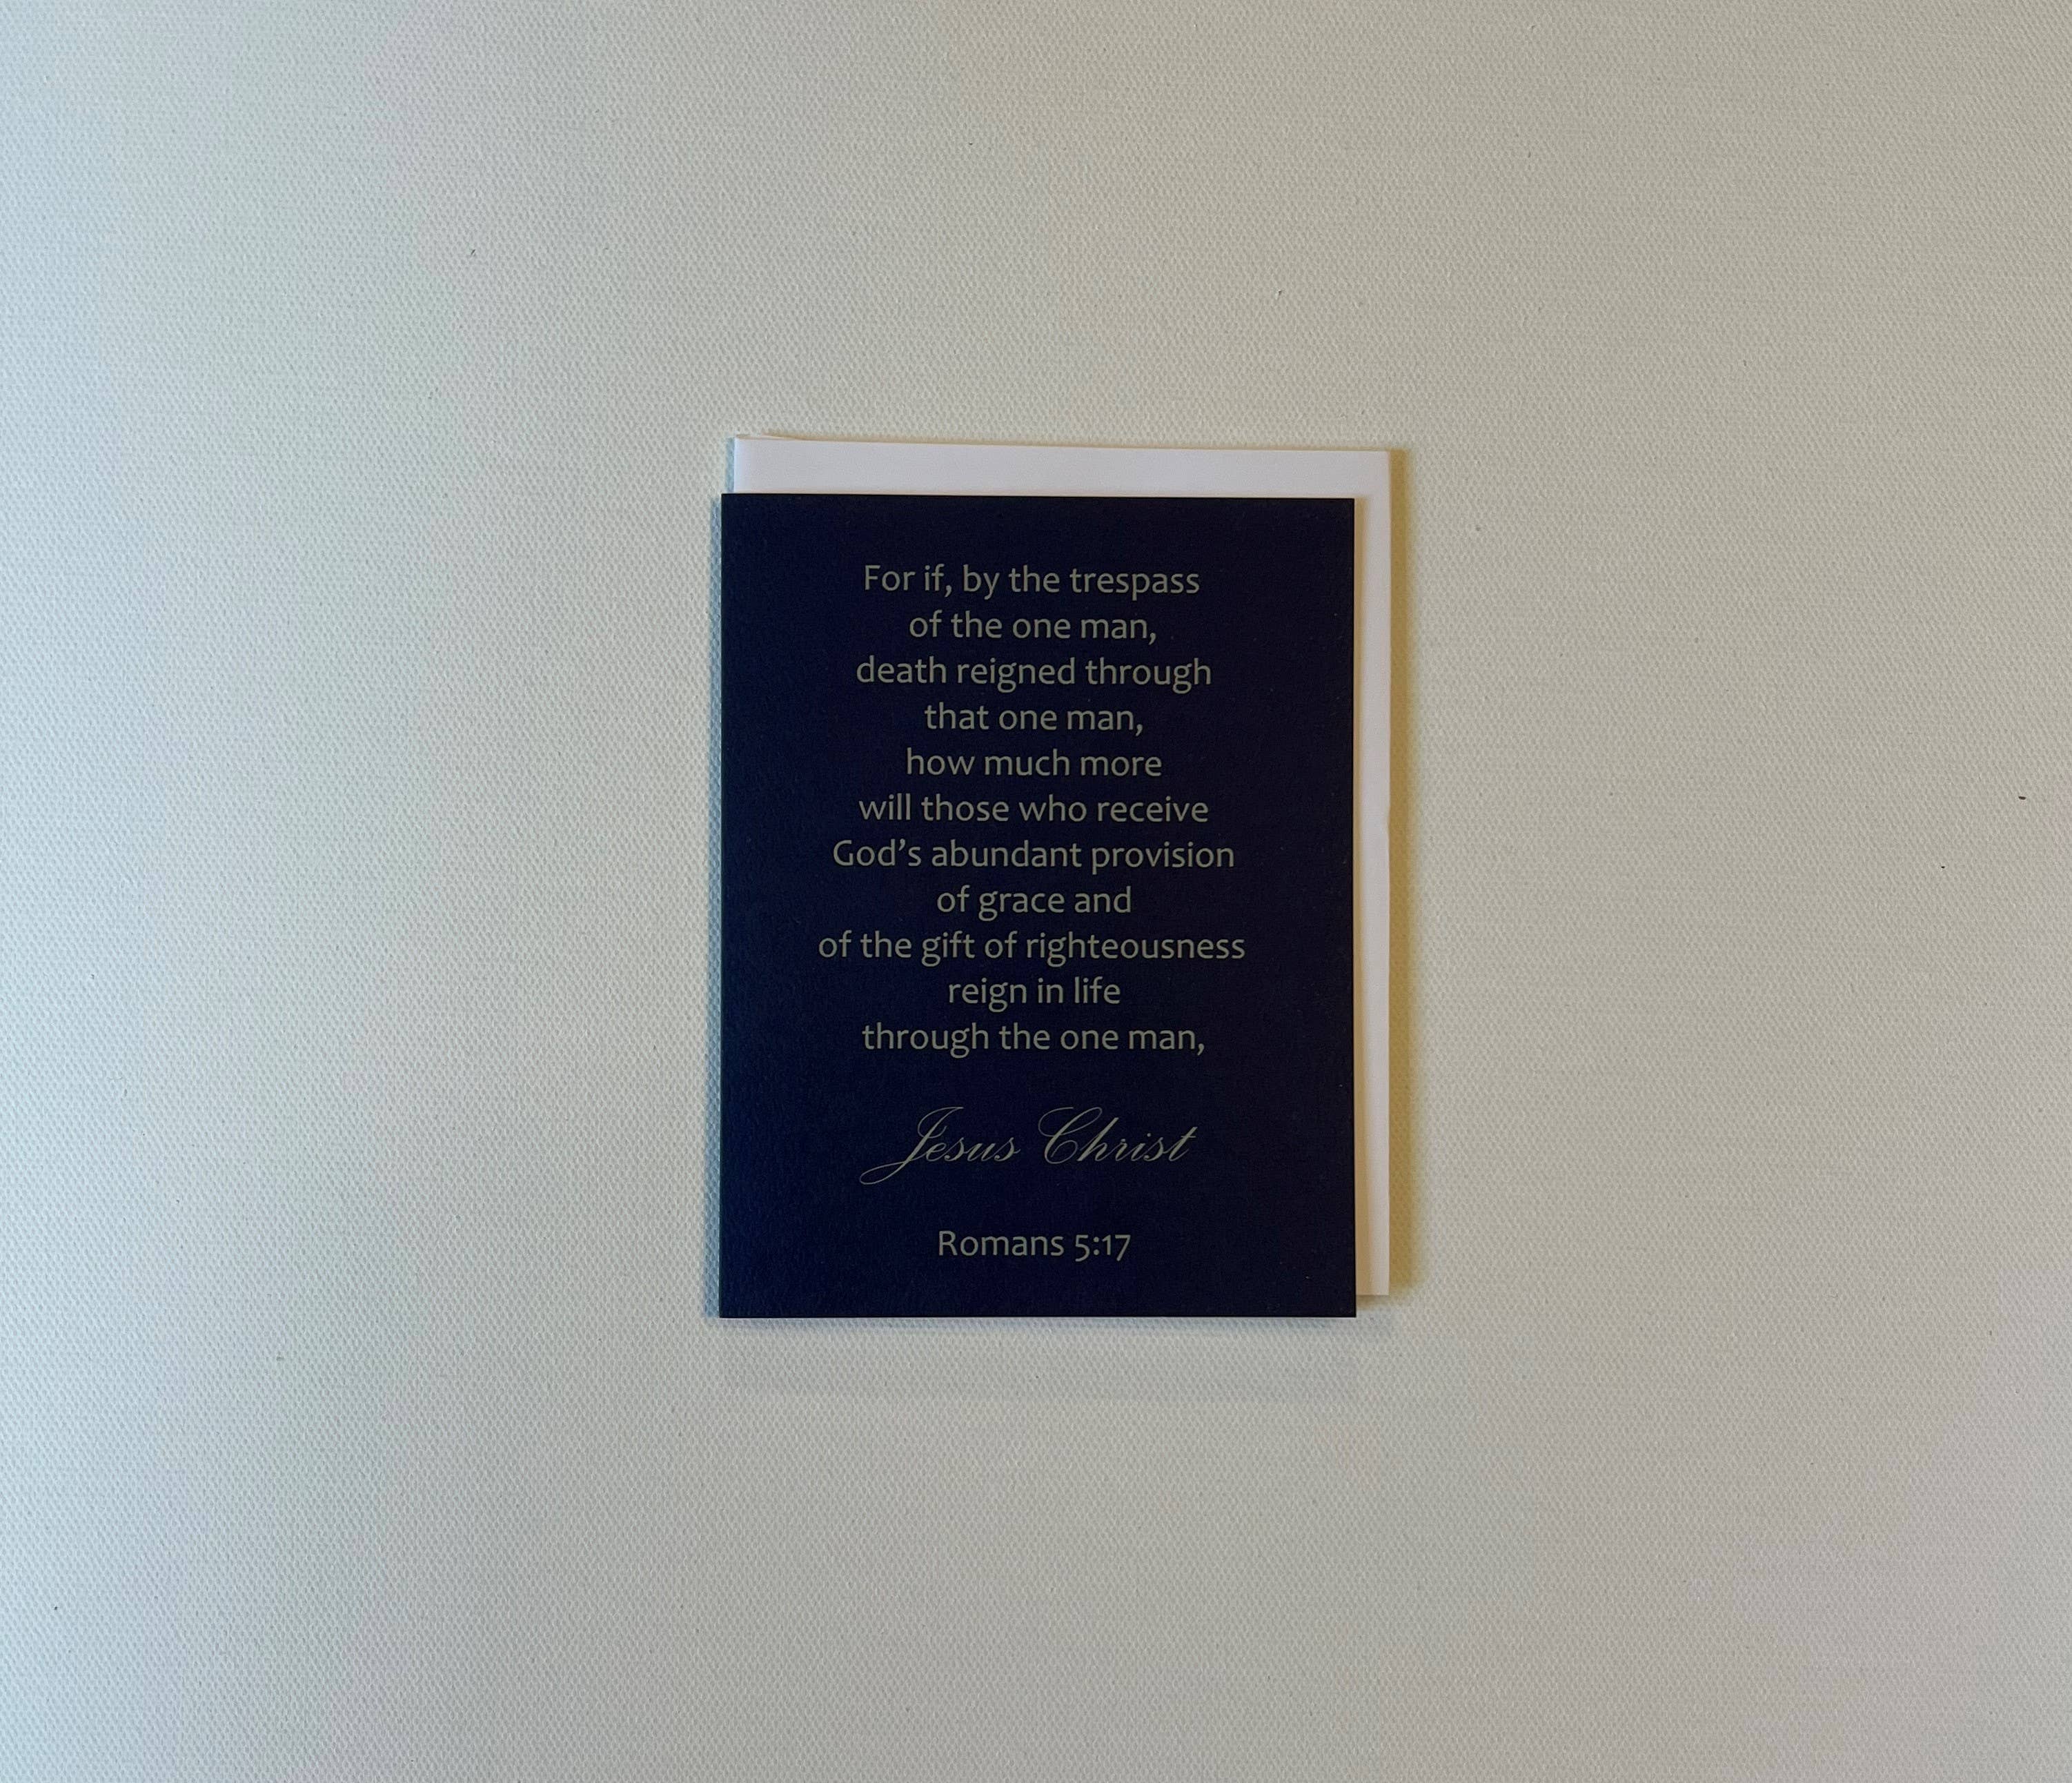 For if, by the trespass
of the one man,
death reigned through
that one man,
how much more
will those who receive
God’s abundant provision
of grace and
of the gift of righteousness
reign in life
through the one man,
Jesus Christ
Romans 5:17